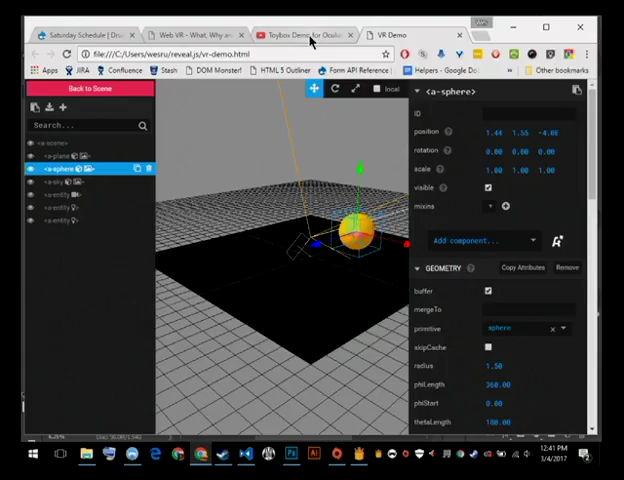 Saturday Schedule | Dru
Web VR - What, Why an
Toybox Demo for Oculu
VR Demo
Wes
file:///C:/Users/wesru/reveal.js/vr-demo.html
Apps
JIRA
Confluence
Stash
DOM Monster!
HTML 5 Outliner
Form API Reference
Helpers - Google Do
Other bookmarks
Back to Scene
local
<a-sphere>
Search...
ID
<a-scene>
position 1.44 1.55 -4.00
<a-plane
rotation 0.00 0.00 0.00
<a-sphere
scale 1.00 1.00 1.00
<a-sky
visible
<a-entity
mixins
<a-entity
<a-entity
Add component...
GEOMETRY Copy Attributes Remove
buffer
mergeTo
primitive sphere
skipCache
radius 1.50
phiLength 360.00
phiStart 0.00
thetaLength 180.00
12:41 PM
3/4/2017